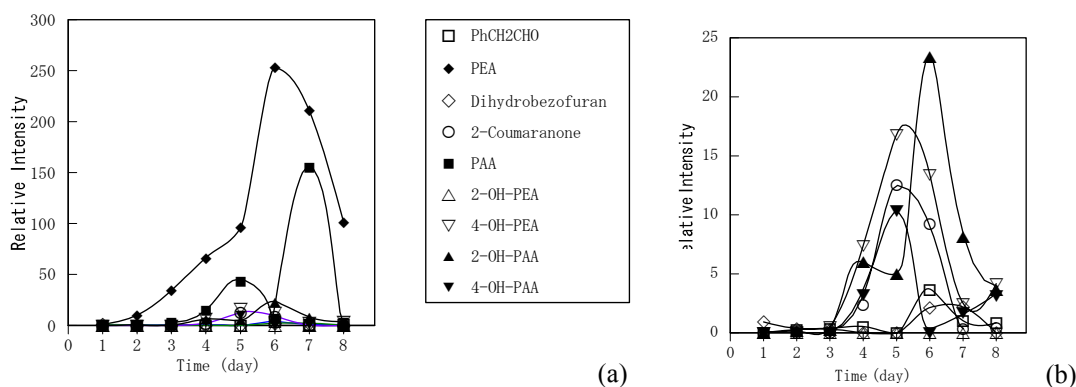 300
250
200
150
100
50
0
Relative Intensity
0 1 2 3 4 5 6 7 8
Time (day)
(a)
PhCH2CHO
PEA
Dihydrobezofuran
2-Coumaranone
PAA
2-OH-PEA
4-OH-PEA
2-OH-PAA
4-OH-PAA
25
20
15
10
5
0
elative Intensity
0 1 2 3 4 5 6 7 8
Time (day)
(b)